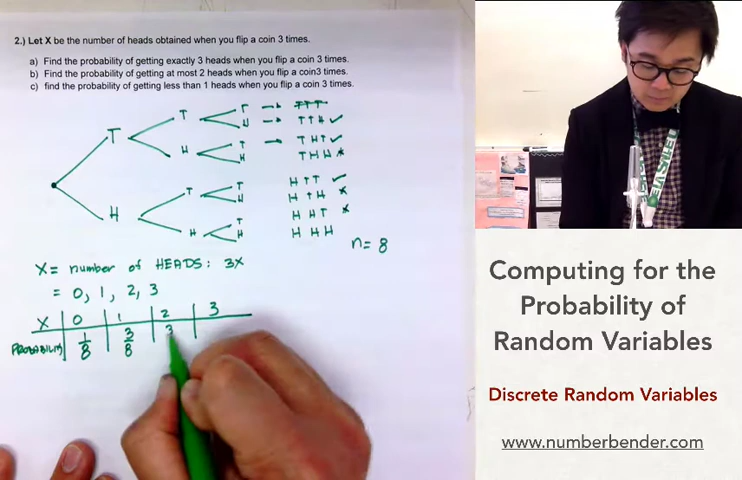 2.) Let X be the number of heads obtained when you flip a coin 3 times.
a) Find the probability of getting exactly 3 heads when you flip a coin 3 times.
b) Find the probability of getting at most 2 heads when you flip a coin3 times.
c) find the probability of getting less than 1 heads when you flip a coin 3 times.
T T T → TTT
H → TTH ✓
H T → THT ✓
H THH *
H T T HTT ✓
H HTH *
H T HHT *
H HHH
n = 8
X = number of HEADS: 3X
= 0, 1, 2, 3
X | 0 | 1 | 2 | 3
PROBABILITY | 1/8 | 3/8 | 3
Computing for the
Probability of
Random Variables
Discrete Random Variables
www.numberbender.com